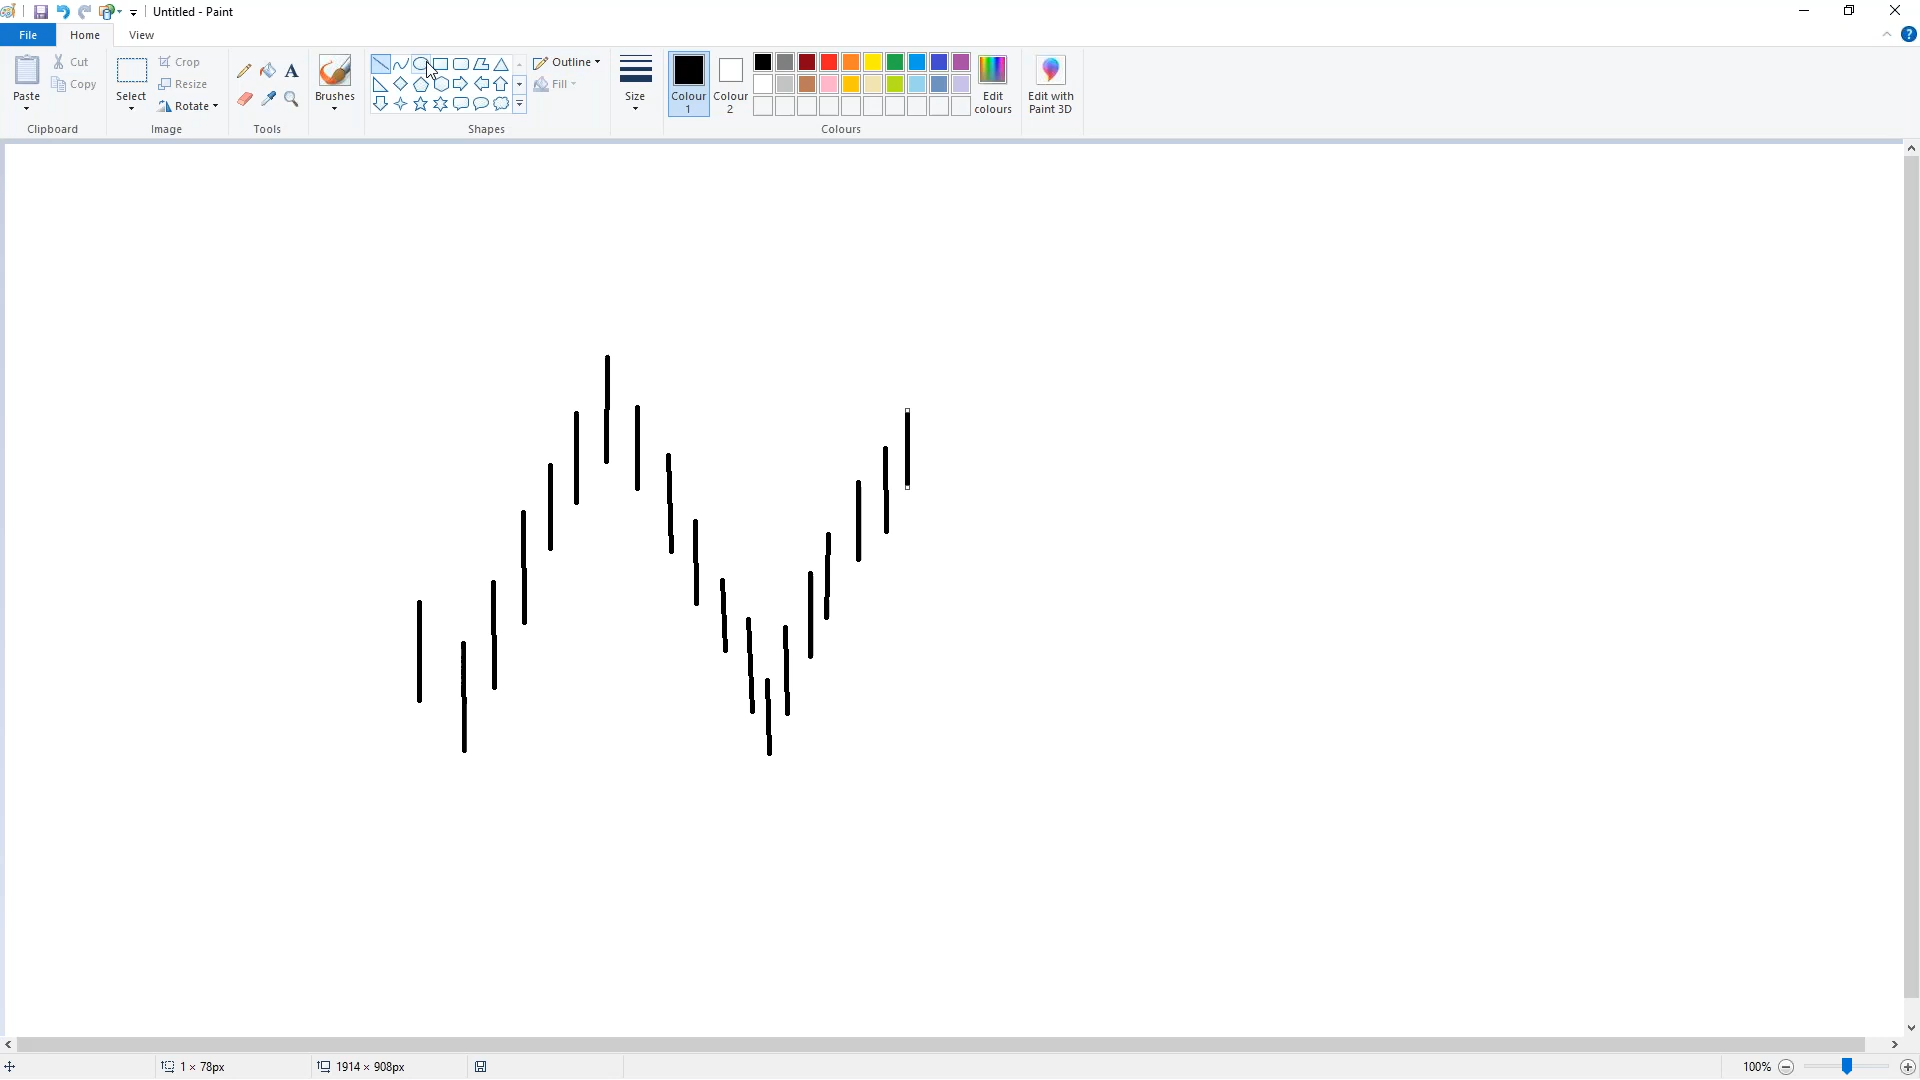 Untitled - Paint
File
Home
View
Paste
Cut
Copy
Clipboard
Select
Crop
Resize
Rotate
Image
Tools
Brushes
Shapes
Outline
Fill
Size
Colour 1
Colour 2
Colours
Edit colours
Edit with Paint 3D
1 × 78px
1914 × 908px
100%